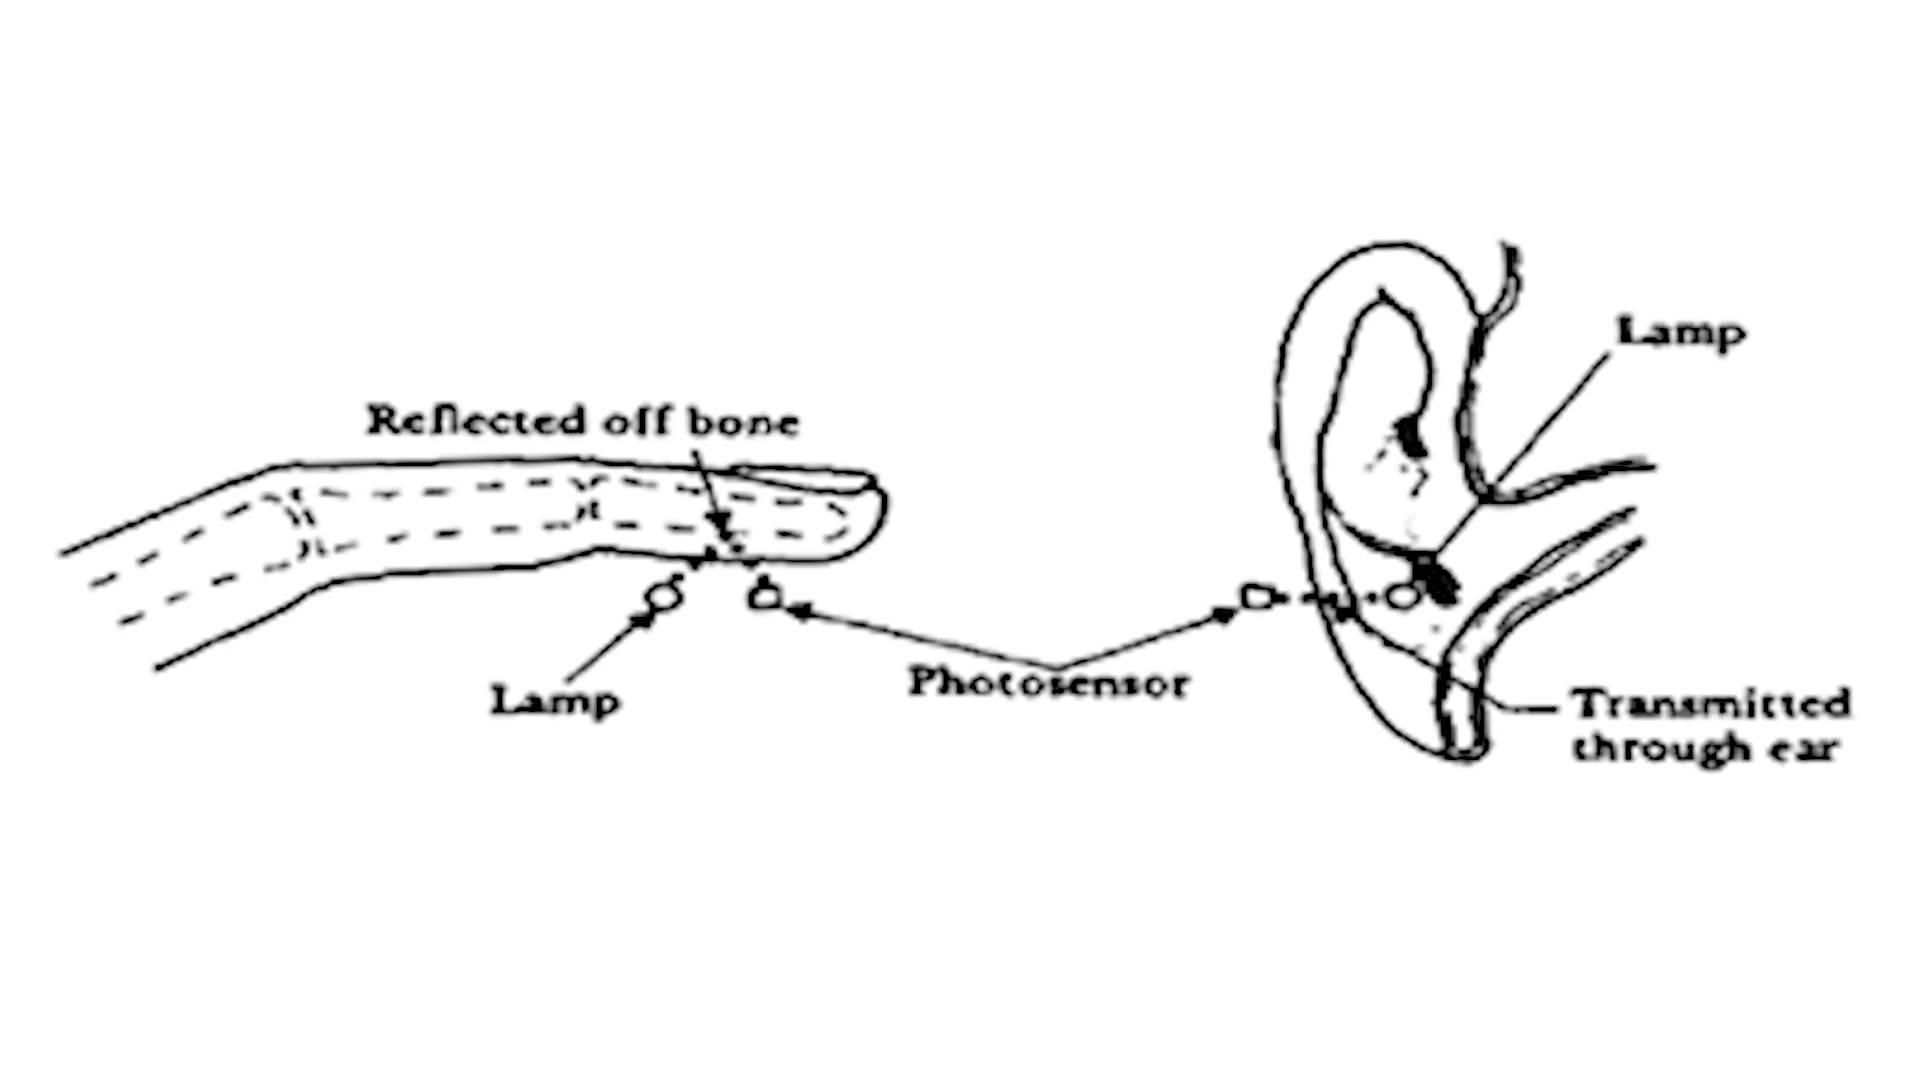 Lamp
Reflected off bone
Lamp
Photosensor
Transmitted
through ear